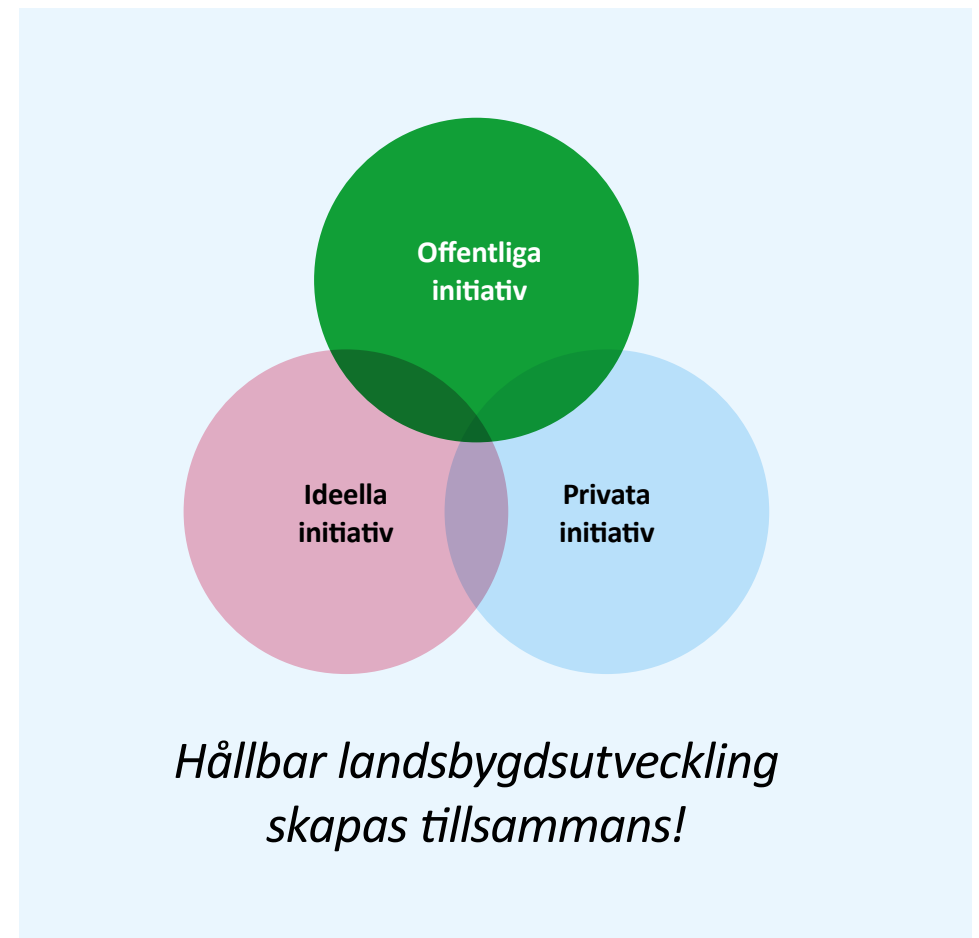 Offentliga
initiativ
Ideella
initiativ
Privata
initiativ
Hållbar landsbygdsutveckling
skapas tillsammans!